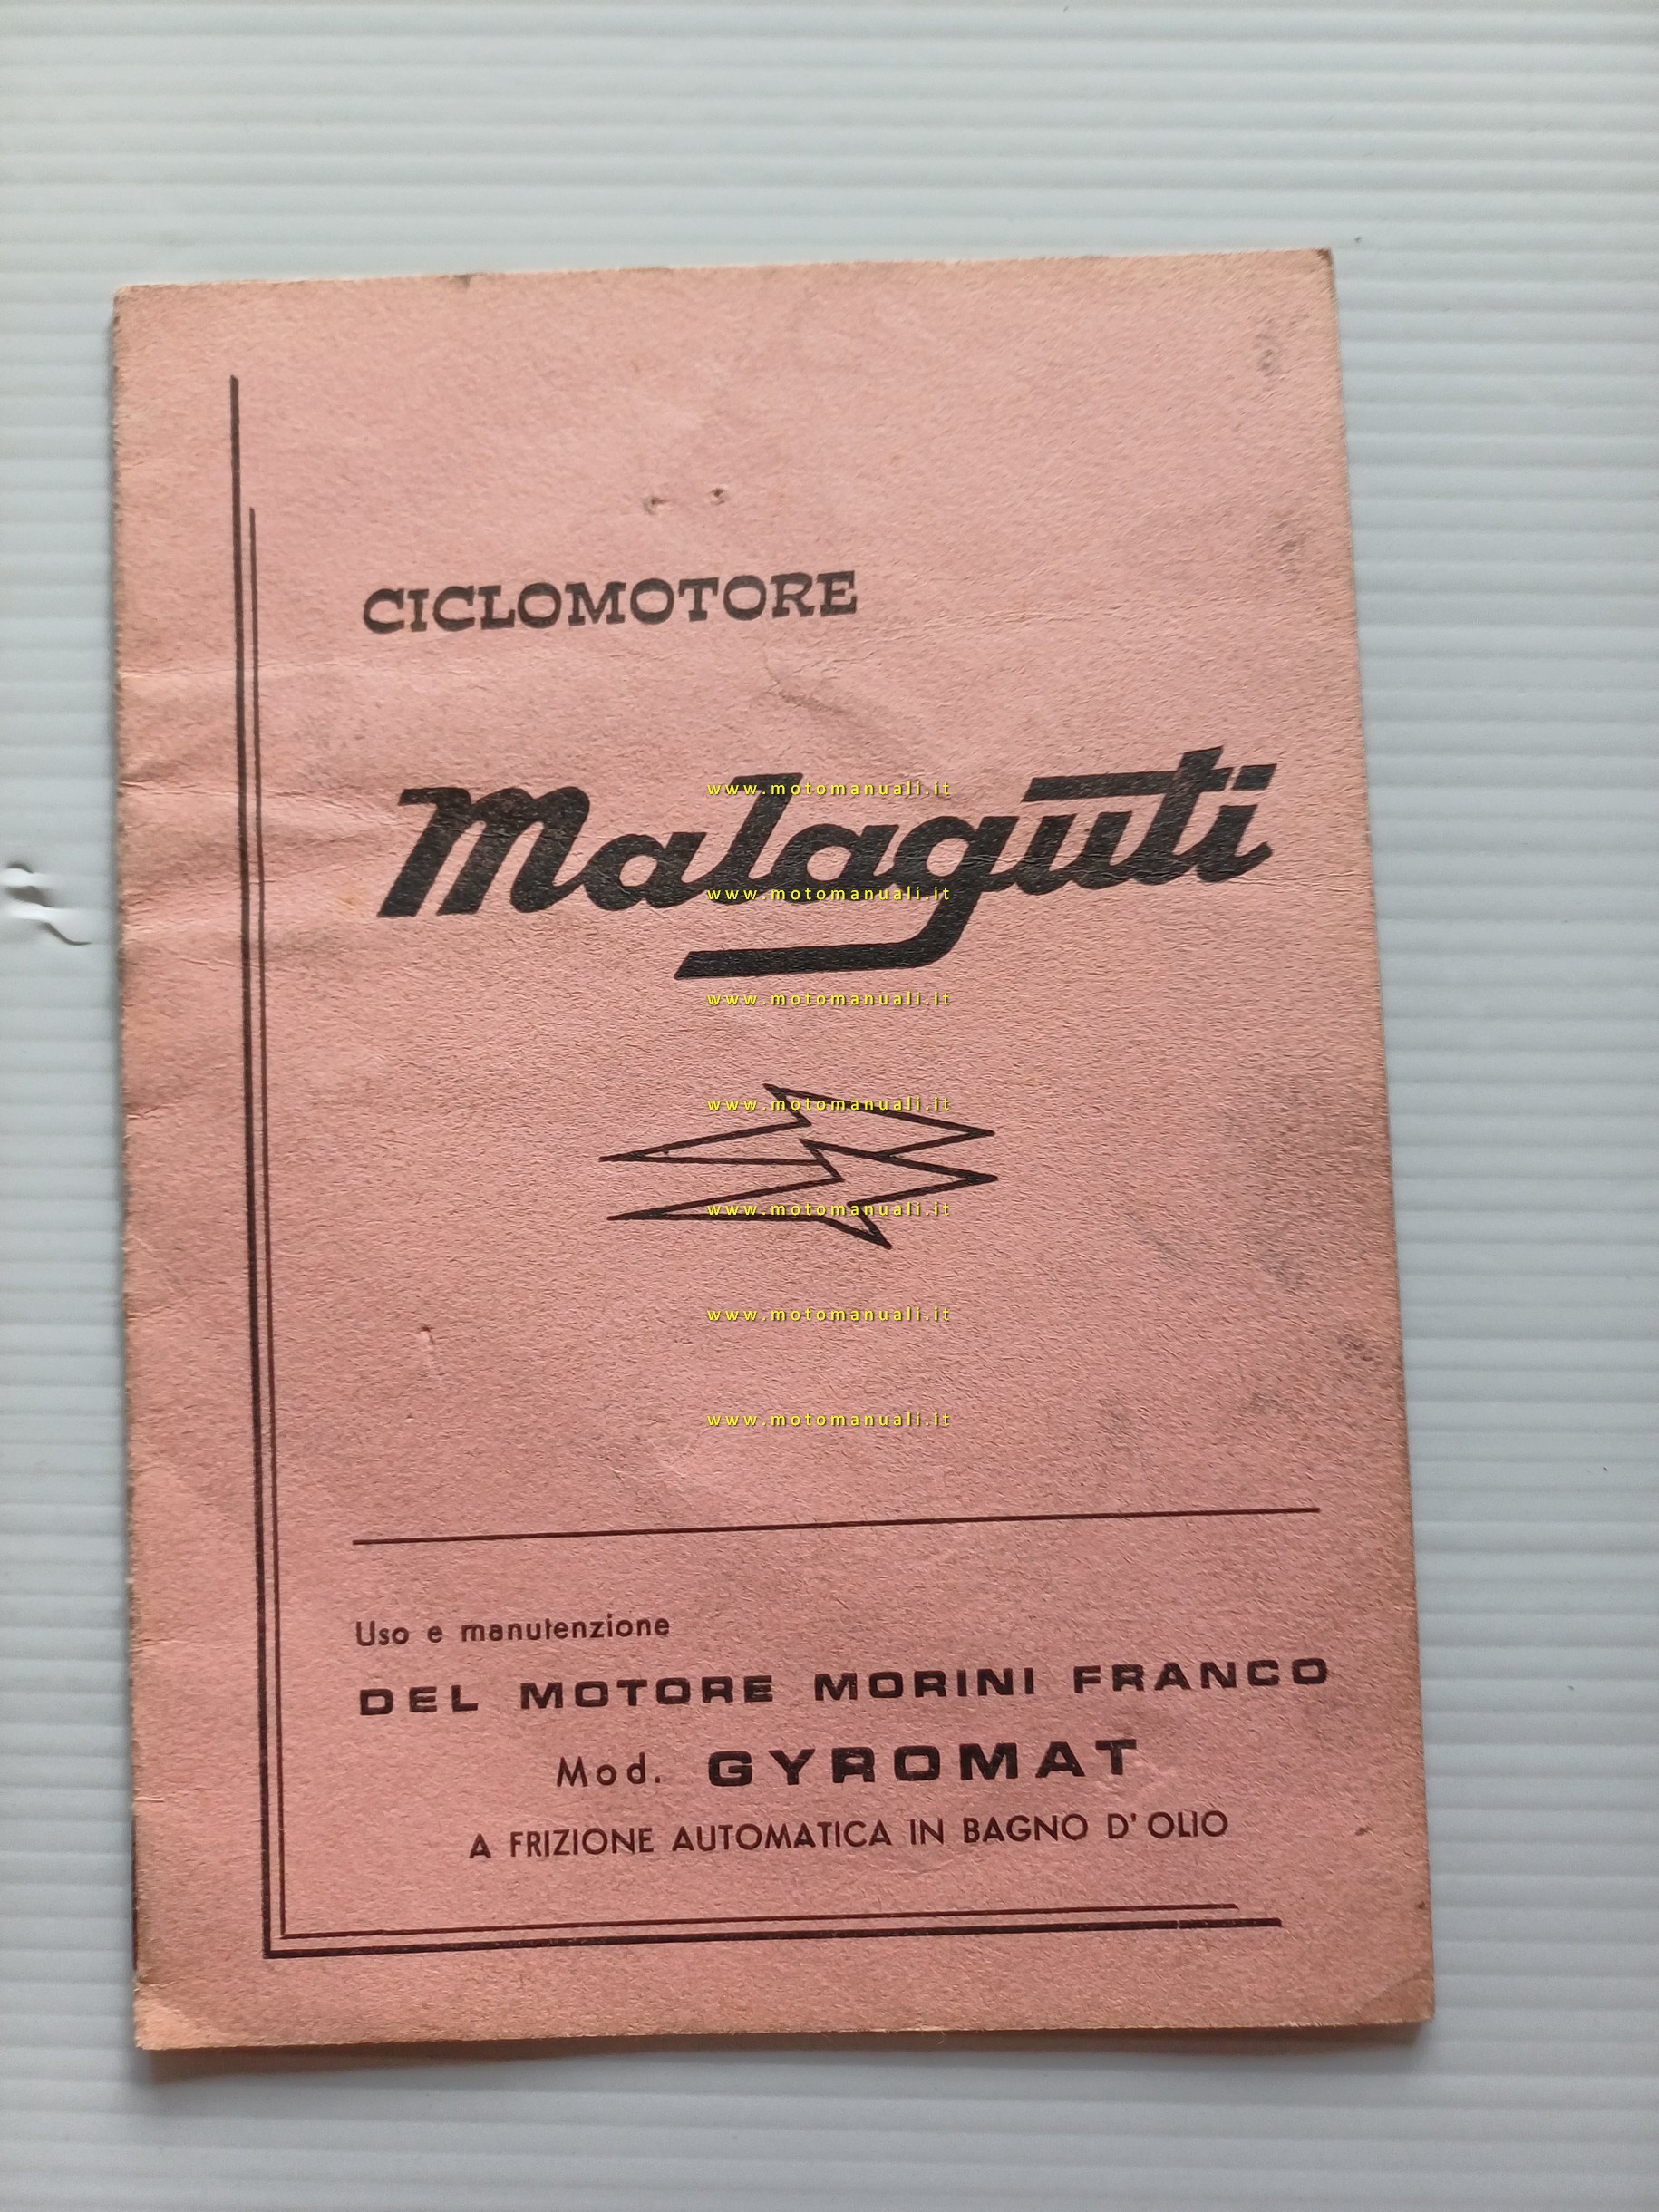 CICLOMOTORE
Malaguti
www.motomanuali.it
www.motomanuali.it
www.motomanuali.it
www.motomanuali.it
www.motomanuali.it
www.motomanuali.it
www.motomanuali.it
Uso e manutenzione
DEL MOTORE MORINI FRANCO
Mod. GYROMAT
A FRIZIONE AUTOMATICA IN BAGNO D'OLIO